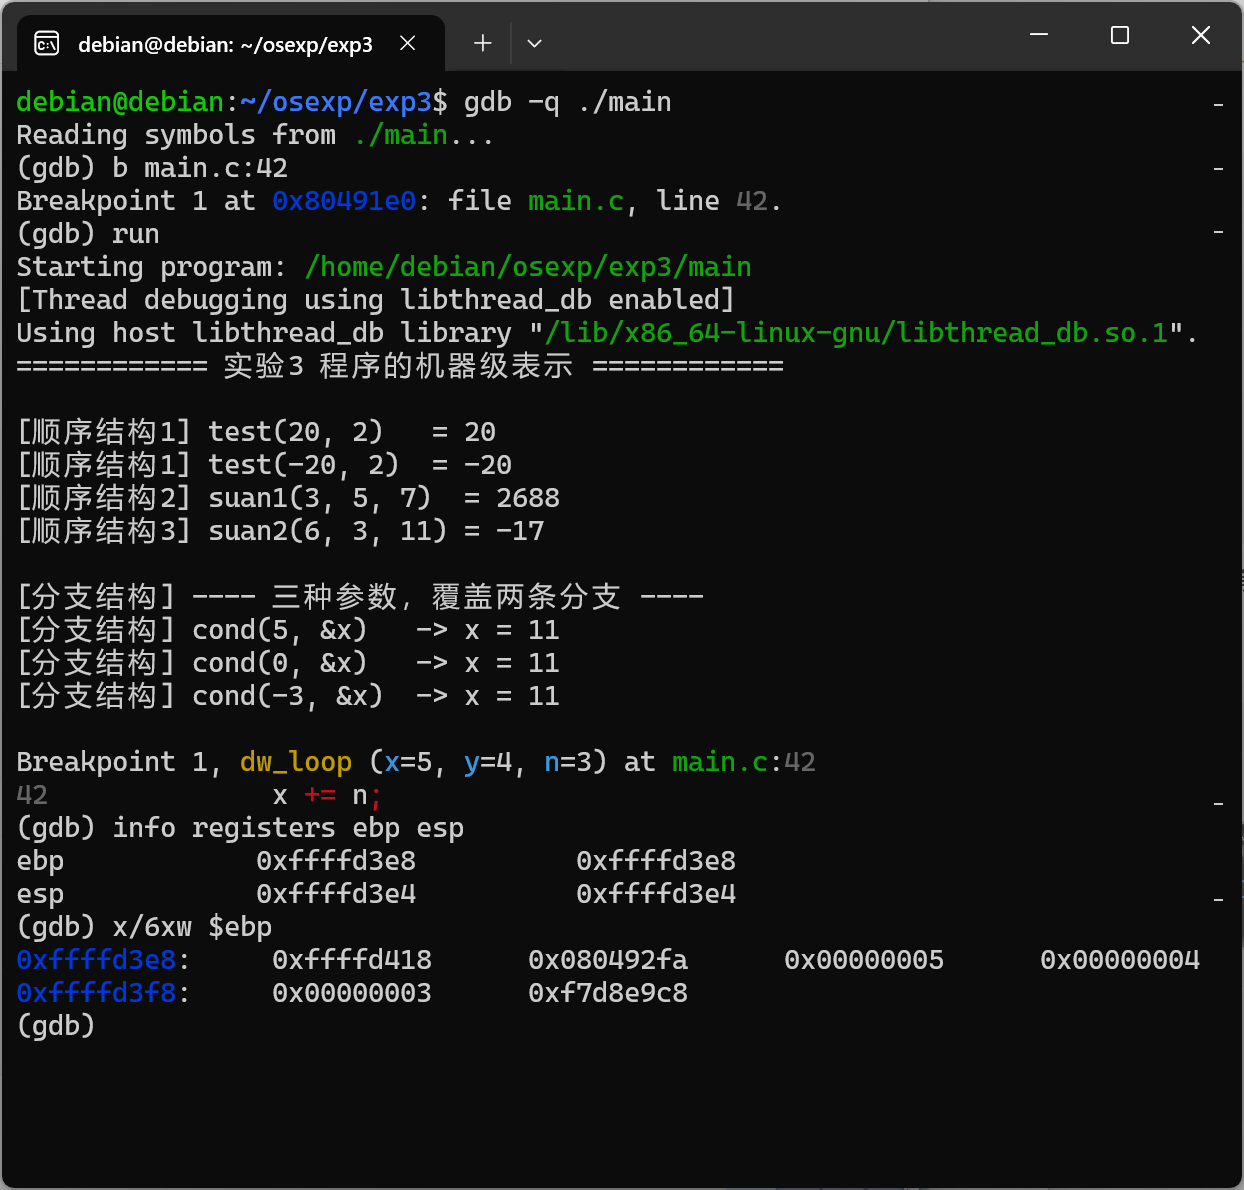 debian@debian: ~/osexp/exp3
debian@debian:~/osexp/exp3$ gdb -q ./main
Reading symbols from ./main...
(gdb) b main.c:42
Breakpoint 1 at 0x80491e0: file main.c, line 42.
(gdb) run
Starting program: /home/debian/osexp/exp3/main
[Thread debugging using libthread_db enabled]
Using host libthread_db library "/lib/x86_64-linux-gnu/libthread_db.so.1".
============ 实验3 程序的机器级表示 ============
[顺序结构1] test(20, 2)   = 20
[顺序结构1] test(-20, 2)  = -20
[顺序结构2] suan1(3, 5, 7)  = 2688
[顺序结构3] suan2(6, 3, 11) = -17
[分支结构] ---- 三种参数, 覆盖两条分支 ----
[分支结构] cond(5, &x)   -> x = 11
[分支结构] cond(0, &x)   -> x = 11
[分支结构] cond(-3, &x)  -> x = 11
Breakpoint 1, dw_loop (x=5, y=4, n=3) at main.c:42
42              x += n;
(gdb) info registers ebp esp
ebp            0xffffd3e8          0xffffd3e8
esp            0xffffd3e4          0xffffd3e4
(gdb) x/6xw $ebp
0xffffd3e8:     0xffffd418      0x080492fa      0x00000005      0x00000004
0xffffd3f8:     0x00000003      0xf7d8e9c8
(gdb)